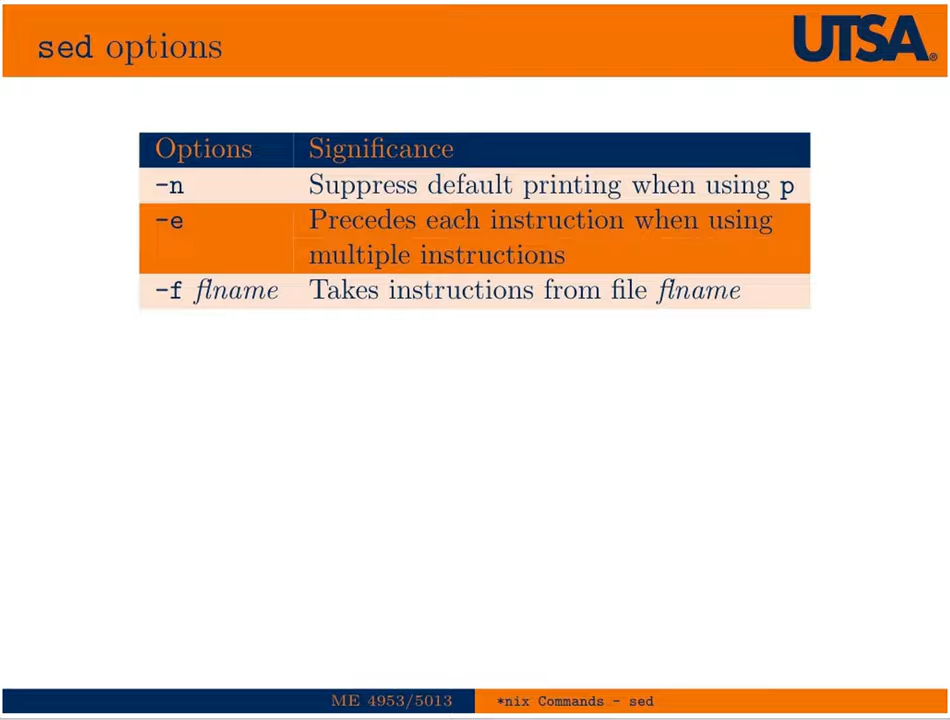 sed options
UTSA®
Options Significance
-n Suppress default printing when using p
-e Precedes each instruction when using
multiple instructions
-f flname Takes instructions from file flname
ME 4953/5013 *nix Commands - sed